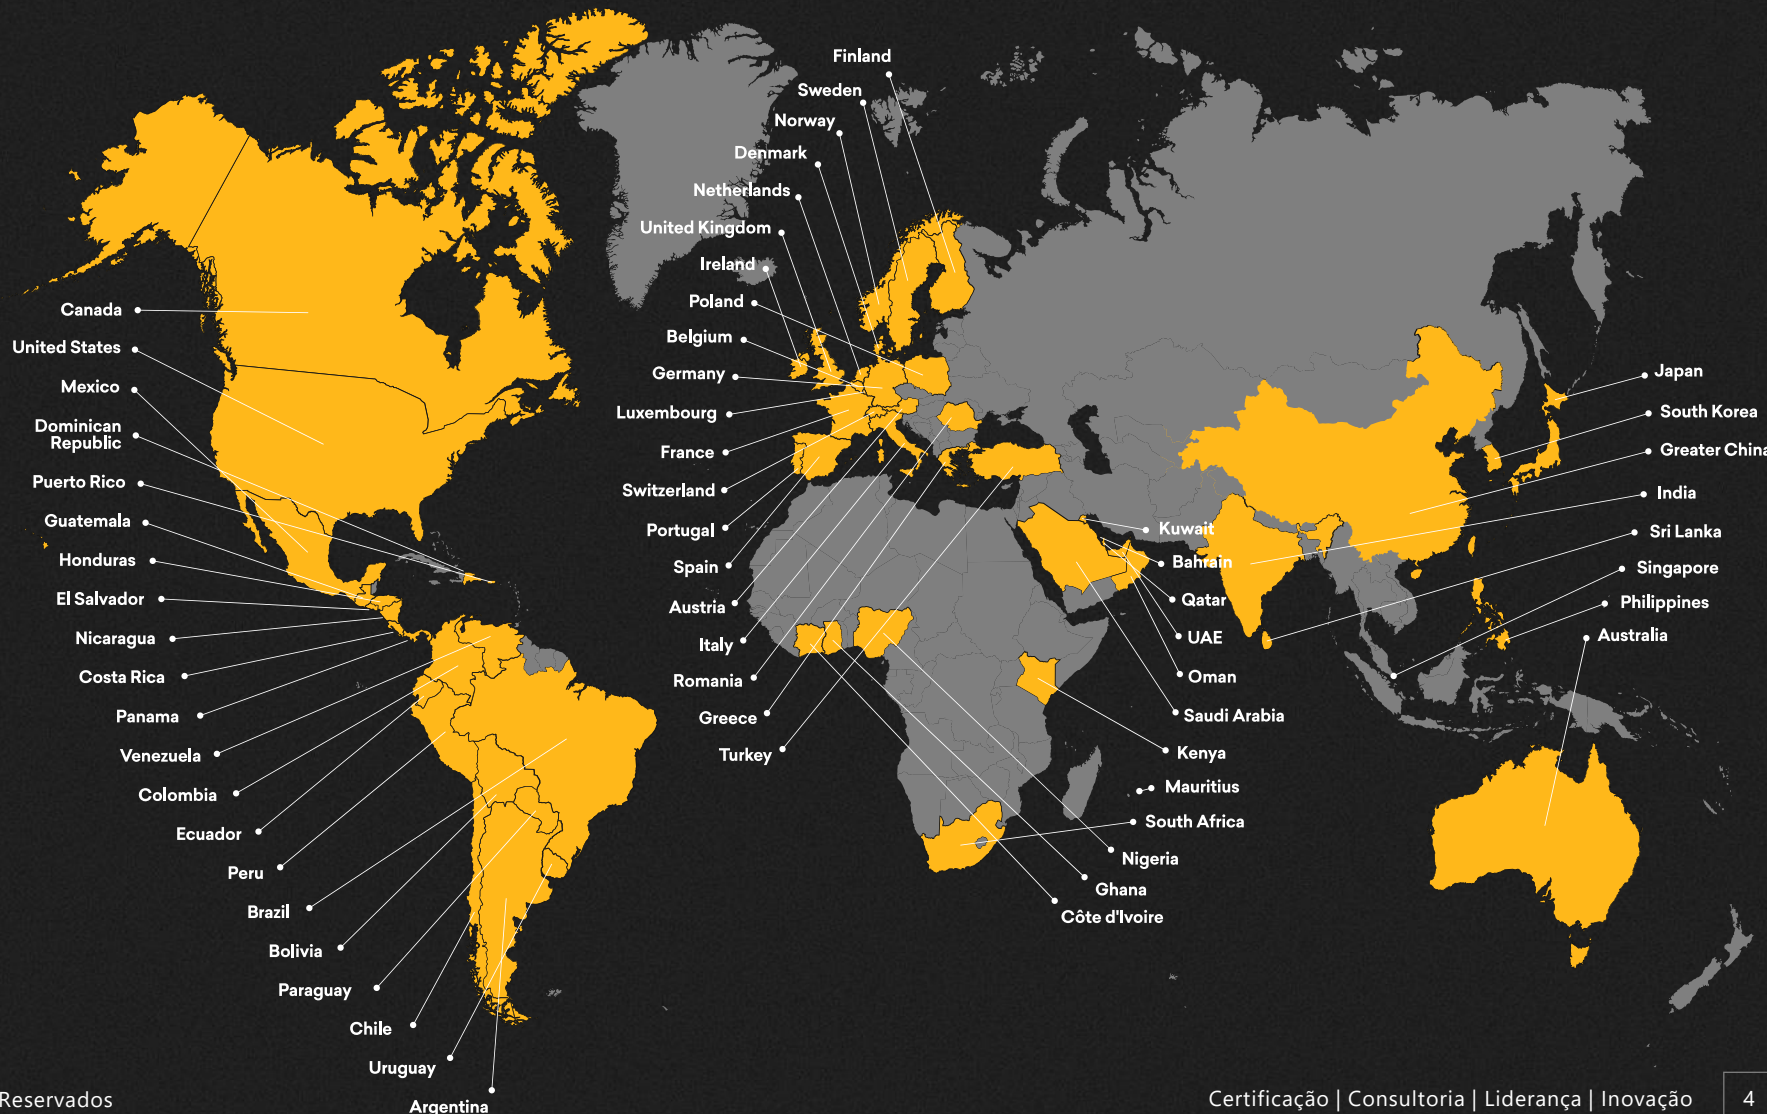 Canada
United States
Mexico
Dominican
Republic
Puerto Rico
Guatemala
Honduras
El Salvador
Nicaragua
Costa Rica
Panama
Venezuela
Colombia
Ecuador
Peru
Brazil
Bolivia
Paraguay
Chile
Uruguay
Argentina
Finland
Sweden
Norway
Denmark
Netherlands
United Kingdom
Ireland
Poland
Belgium
Germany
Luxembourg
France
Switzerland
Portugal
Spain
Austria
Italy
Romania
Greece
Turkey
Kuwait
Bahrain
Qatar
UAE
Oman
Saudi Arabia
Kenya
Mauritius
South Africa
Nigeria
Ghana
Côte d'Ivoire
Japan
South Korea
Greater China
India
Sri Lanka
Singapore
Philippines
Australia
Reservados
Certificação | Consultoria | Liderança | Inovação
4